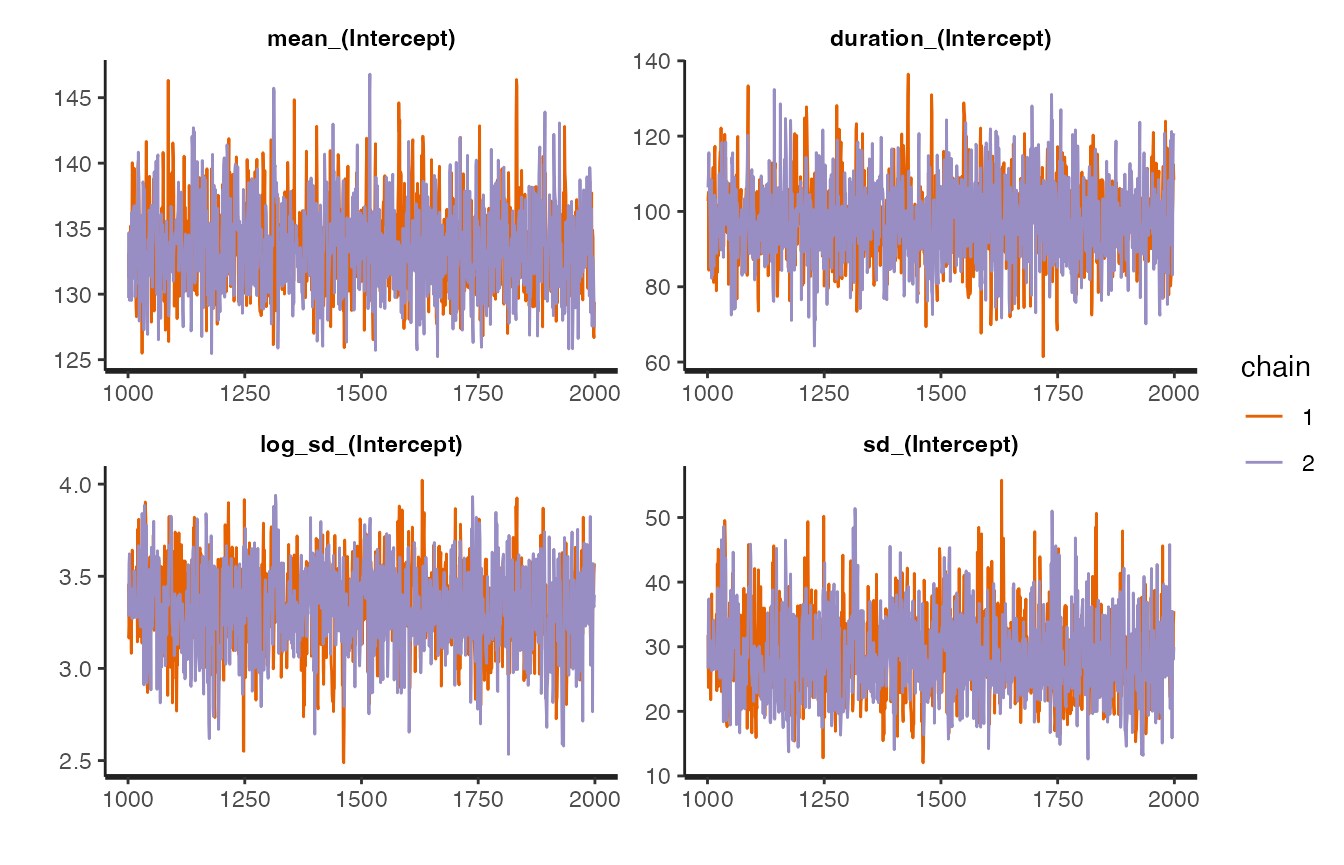 mean_(Intercept)
145
140
135
130
125
1000 1250 1500 1750 2000
duration_(Intercept)
140
120
100
80
60
1000 1250 1500 1750 2000
log_sd_(Intercept)
4.0
3.5
3.0
2.5
1000 1250 1500 1750 2000
sd_(Intercept)
50
40
30
20
10
1000 1250 1500 1750 2000
chain
1
2